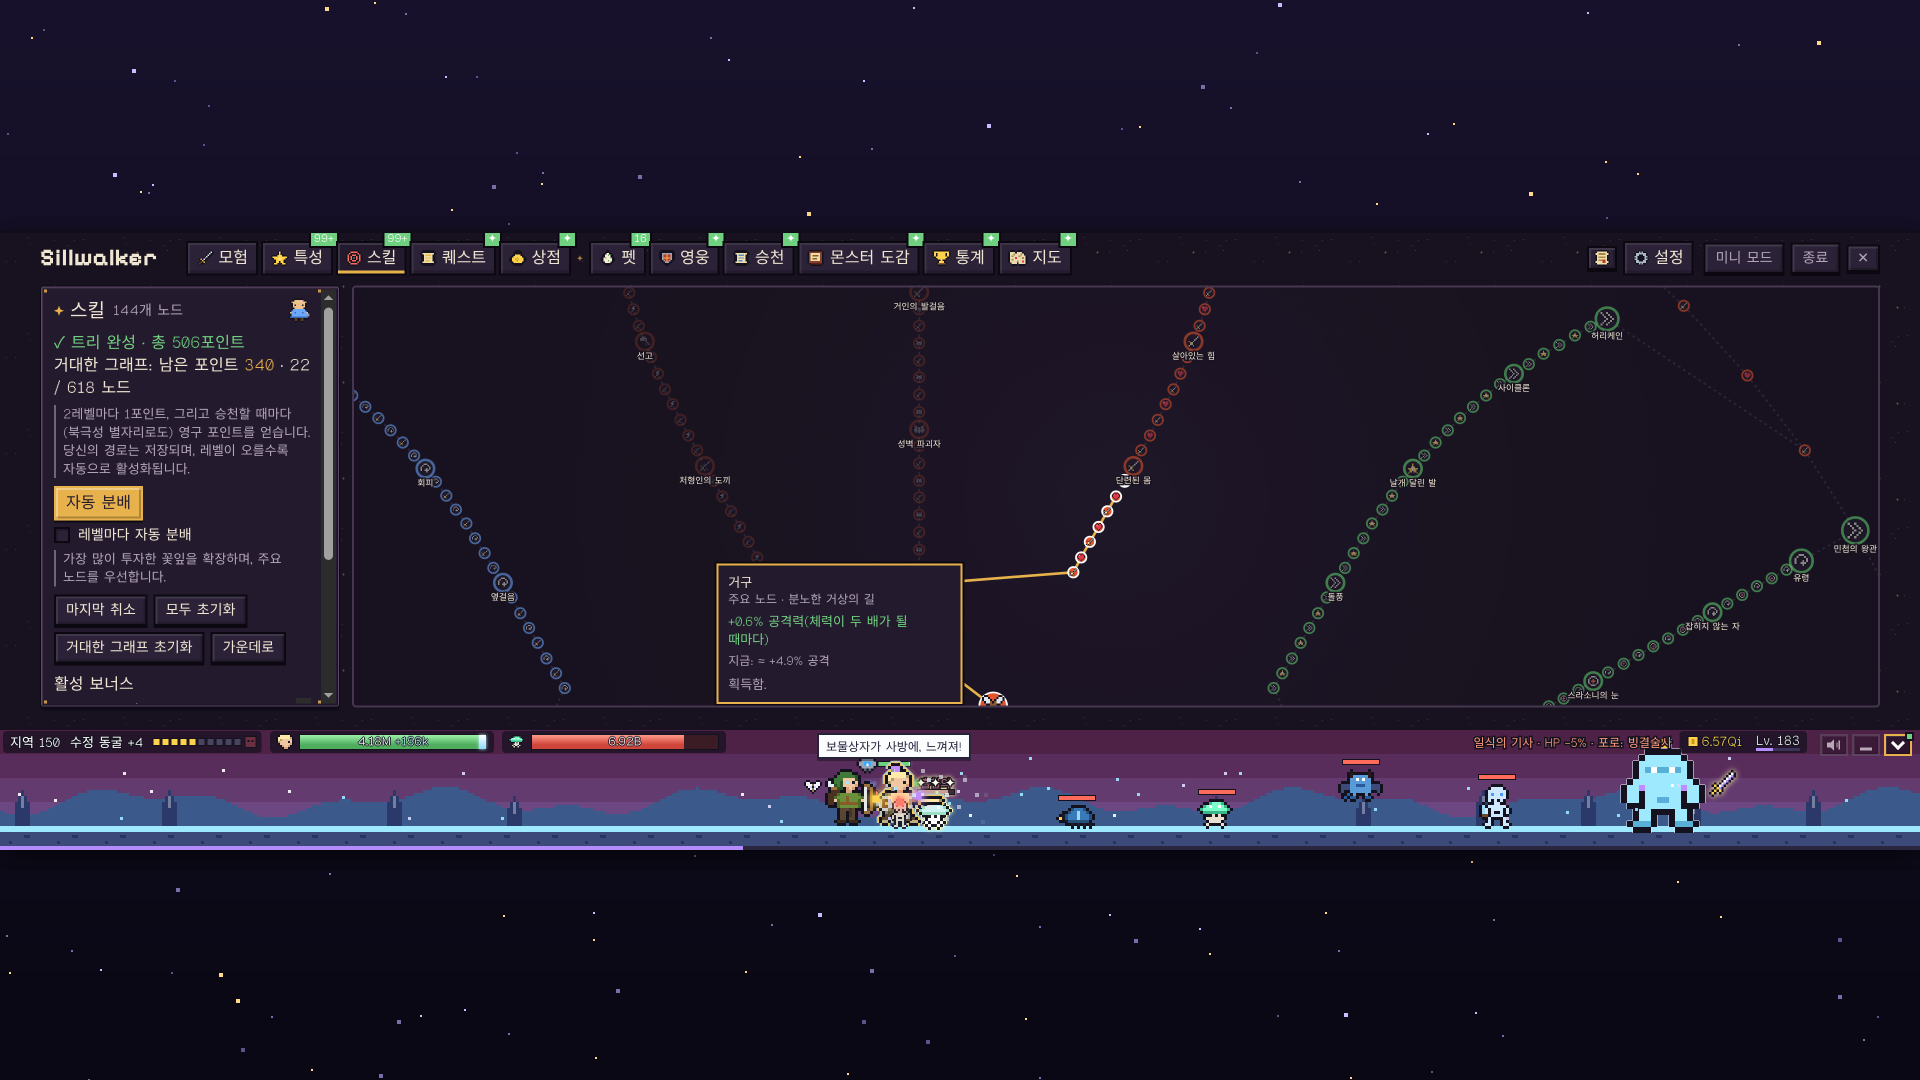 Sillwalker
모험
99+
특성
99+
스킬
퀘스트
상점
16
펫
영웅
승천
몬스터 도감
통계
지도
설정
미니 모드
종료
스킬 144개 노드
✓ 트리 완성 · 총 506포인트
거대한 그래프: 남은 포인트 340 · 22
/ 618 노드
2레벨마다 1포인트, 그리고 승천할 때마다
(북극성 별자리로도) 영구 포인트를 얻습니다.
당신의 경로는 저장되며, 레벨이 오를수록
자동으로 활성화됩니다.
자동 분배
레벨마다 자동 분배
가장 많이 투자한 꽃잎을 확장하며, 주요
노드를 우선합니다.
마지막 취소
모두 초기화
거대한 그래프 초기화
가운데로
활성 보너스
거인의 발걸음
선고
살아있는 힘
허리케인
사이클론
성벽 파괴자
회피
처형인의 도끼
단련된 몸
날개 달린 발
민첩의 왕관
유령
옆걸음
돌풍
잡히지 않는 자
스라소니의 눈
거구
주요 노드 · 분노한 거상의 길
+0.6% 공격력(체력이 두 배가 될
때마다)
지금: ≈ +4.9% 공격
획득함.
지역 150 수정 동굴 +4
4.18M +156k
6.92B
보물상자가 사방에, 느껴져!
일식의 기사 · HP -5% · 포로: 빙결술사
6.57Qi
Lv. 183